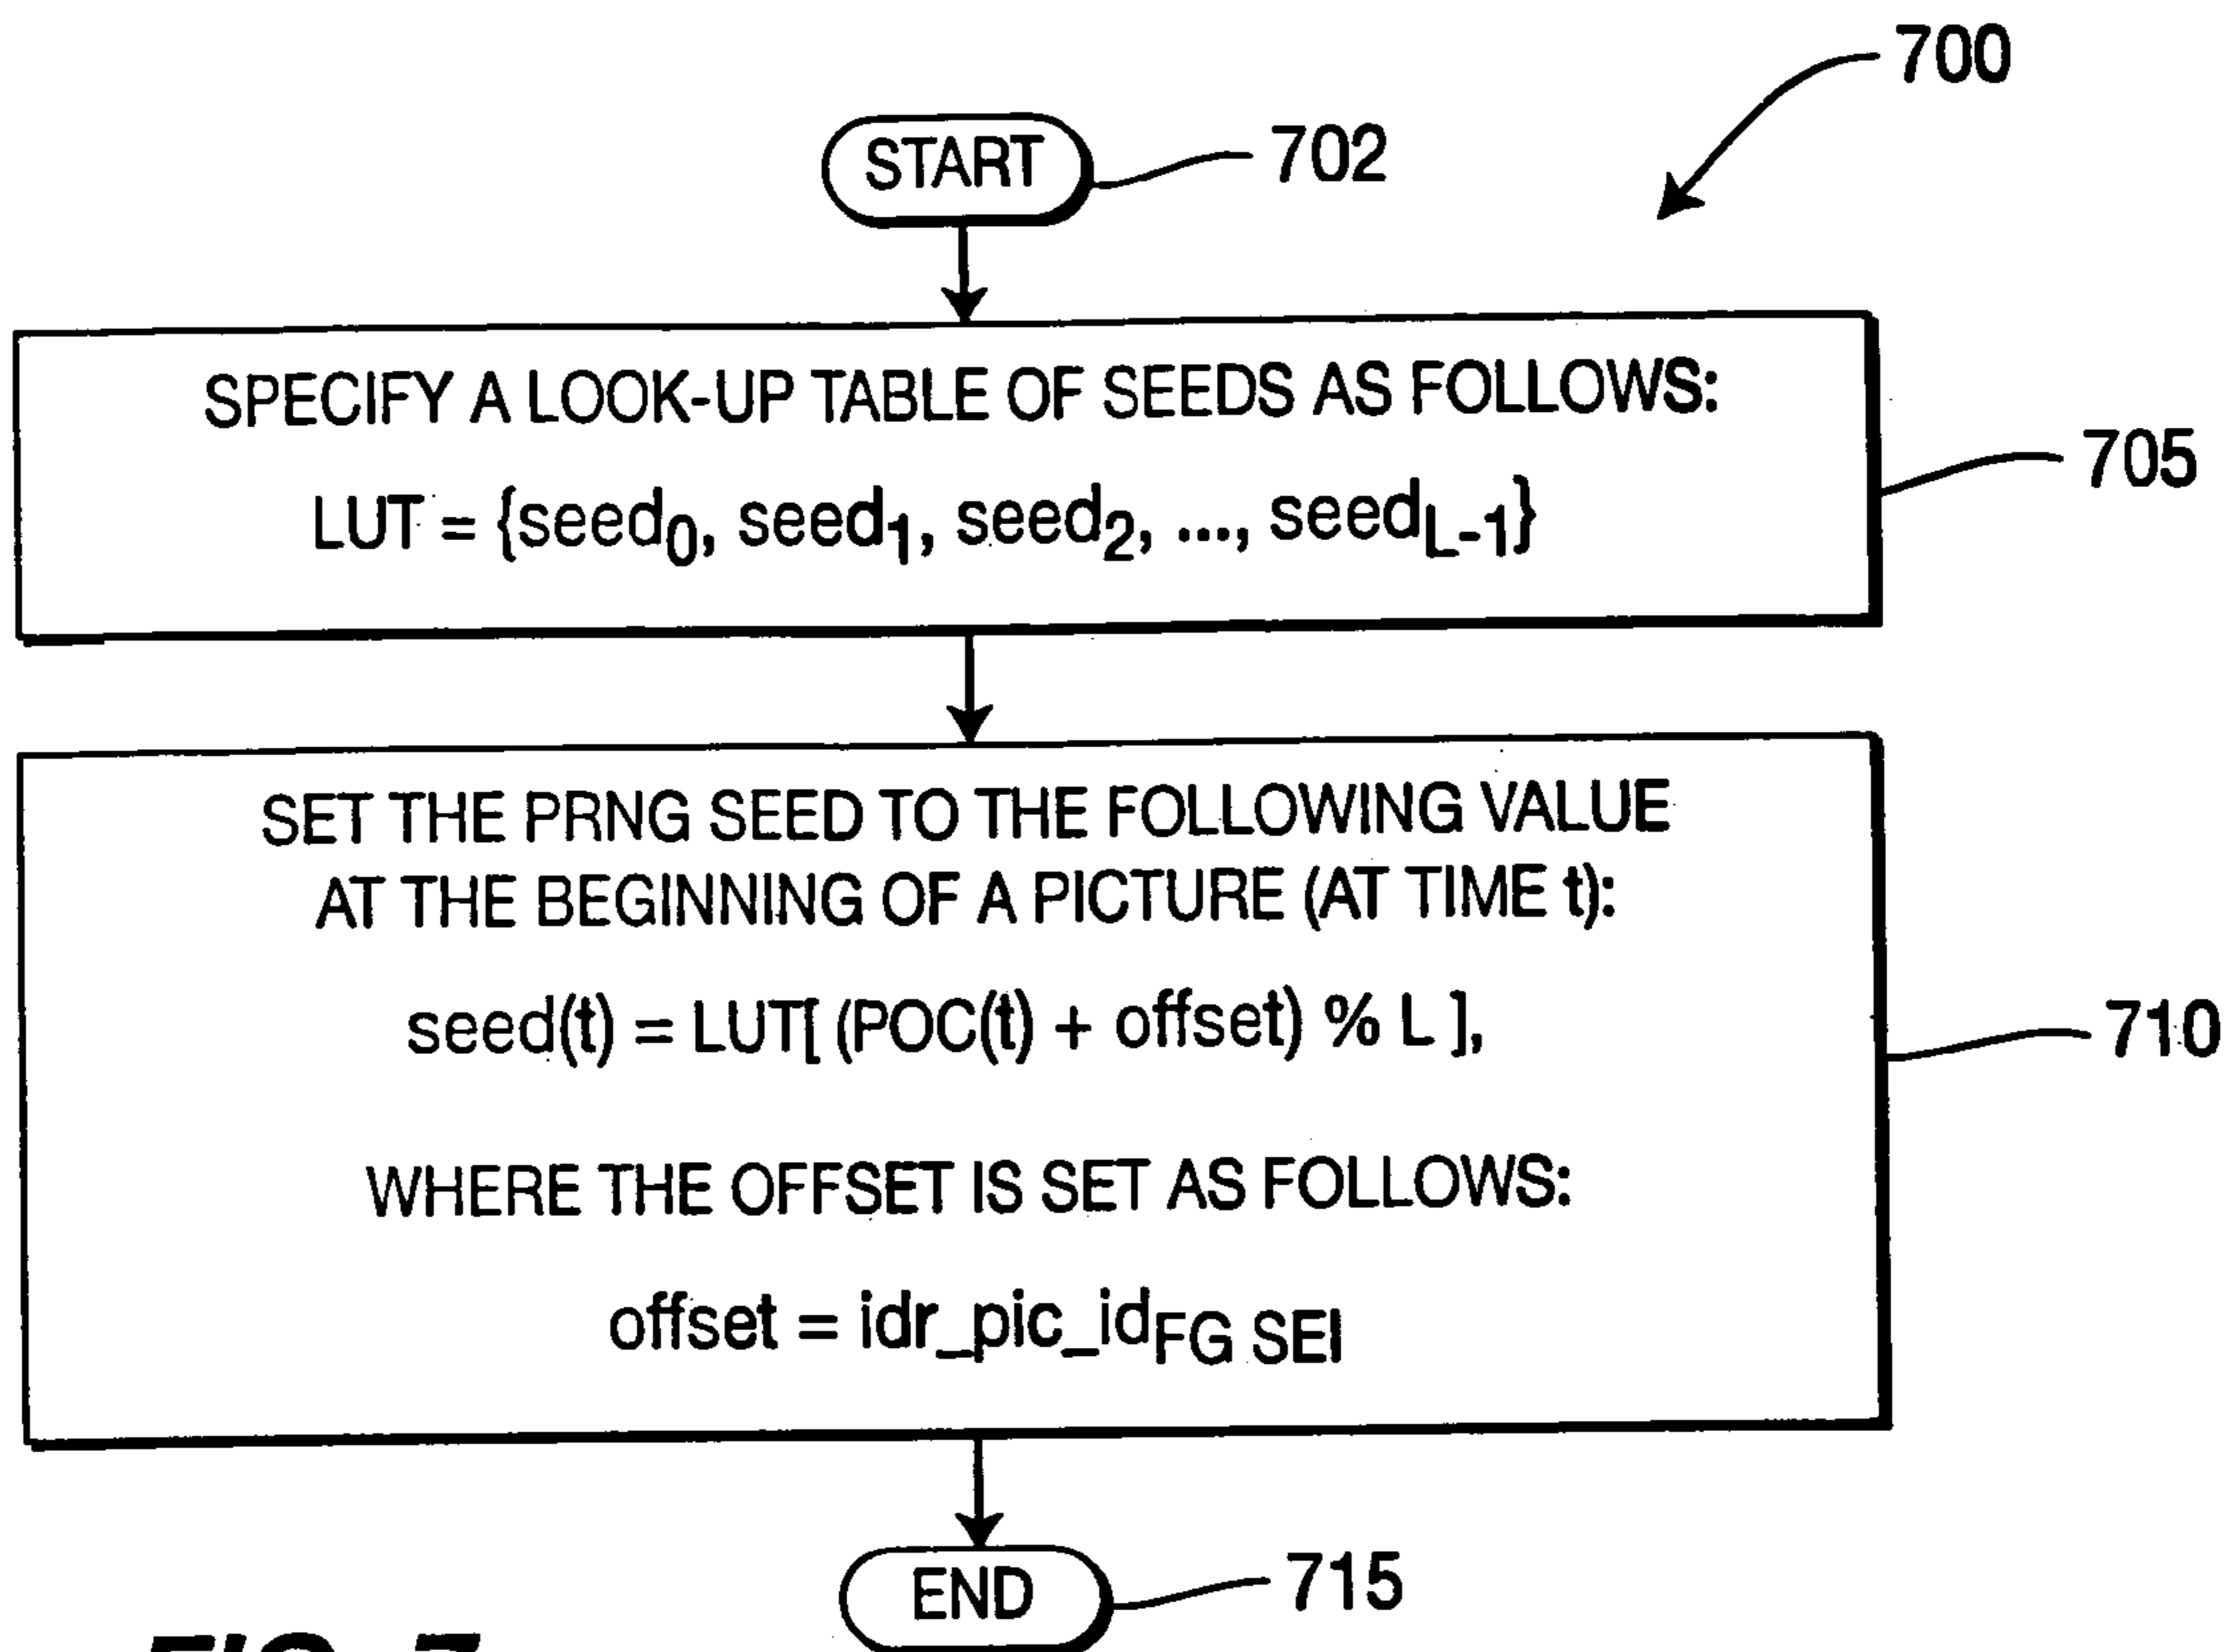 700
START
702
SPECIFY A LOOK-UP TABLE OF SEEDS AS FOLLOWS:
LUT = {seed0, seed1, seed2, ..., seedL-1}
705
SET THE PRNG SEED TO THE FOLLOWING VALUE
AT THE BEGINNING OF A PICTURE (AT TIME t):
seed(t) = LUT[ (POC(t) + offset) % L ],
710
WHERE THE OFFSET IS SET AS FOLLOWS:
offset = idr_pic_idFG SEI
END
715